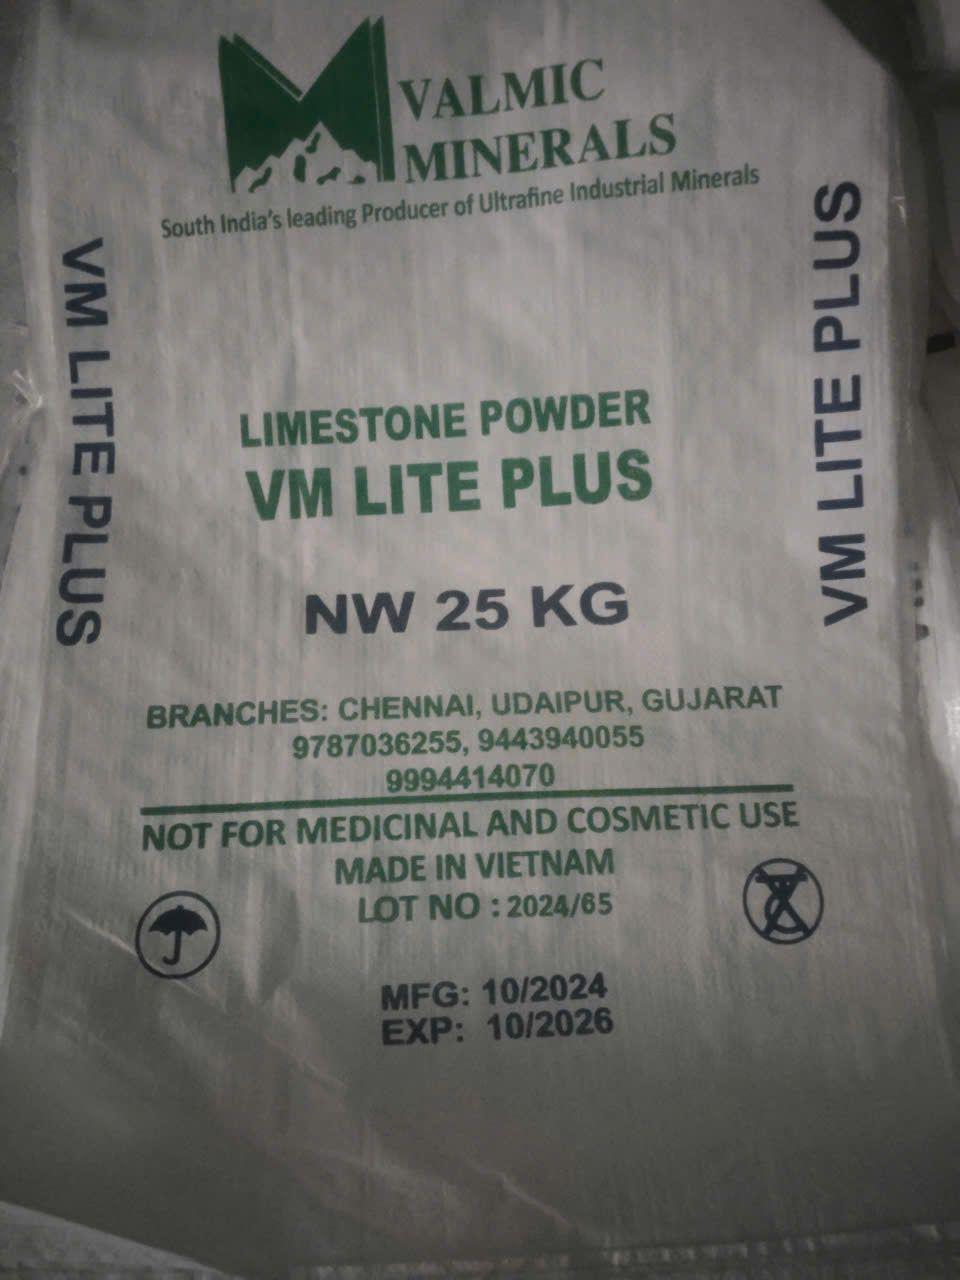 VALMIC
MINERALS
South India's leading Producer of Ultrafine Industrial Minerals
VM LITE PLUS
VM LITE PLUS
LIMESTONE POWDER
VM LITE PLUS
NW 25 KG
BRANCHES: CHENNAI, UDAIPUR, GUJARAT
9787036255, 9443940055
9994414070
NOT FOR MEDICINAL AND COSMETIC USE
MADE IN VIETNAM
LOT NO : 2024/65
MFG: 10/2024
EXP: 10/2026